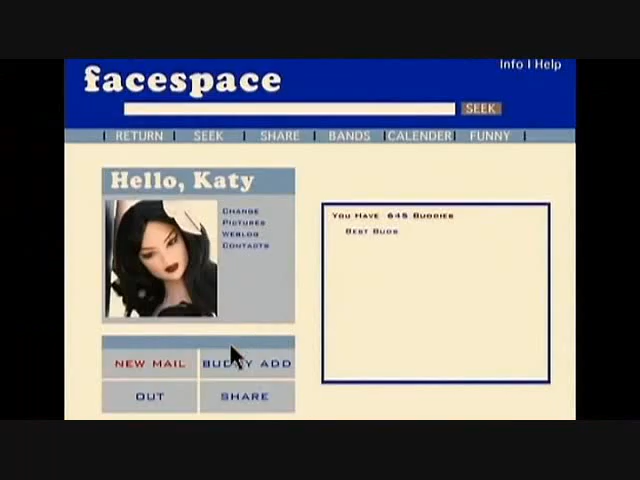 Info | Help
facespace
SEEK
RETURN | SEEK | SHARE | BANDS | CALENDER | FUNNY |
Hello, Katy
CHANGE
PICTURES
WEBLOG
CONTACTS
YOU HAVE 645 BUDDIES
BEST BUDS
NEW MAIL
BUDDY ADD
OUT
SHARE